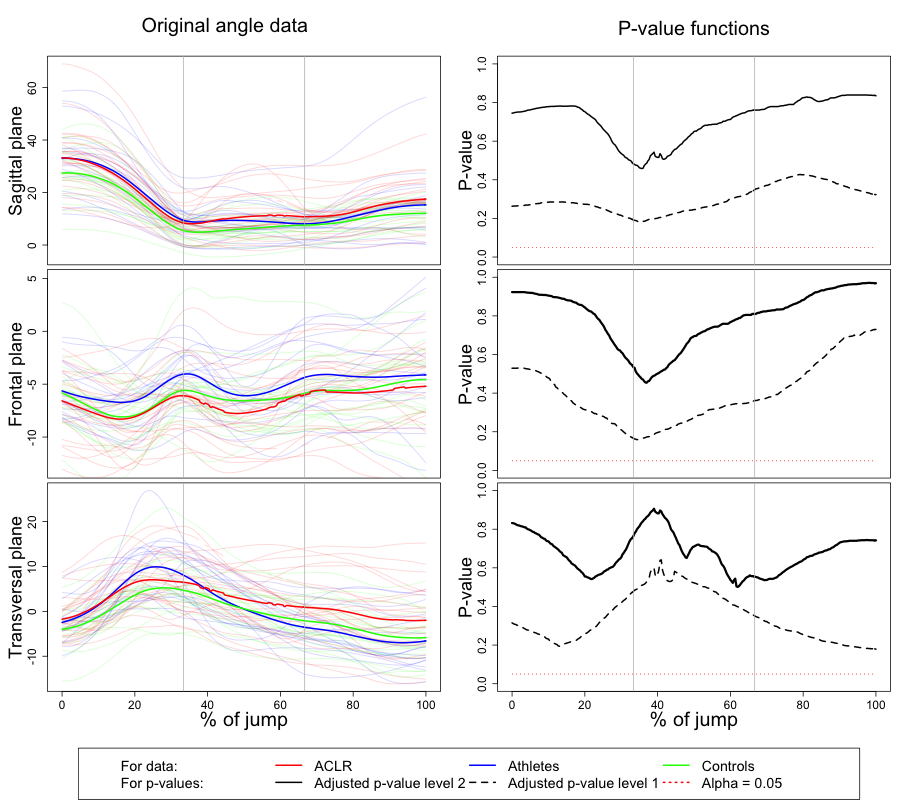 Original angle data
P-value functions
Sagittal plane
0 20 40 60
P-value
0.0 0.2 0.4 0.6 0.8 1.0
Frontal plane
-10 -5 0 5
P-value
0.0 0.2 0.4 0.6 0.8 1.0
Transversal plane
-10 0 10 20
P-value
0.0 0.2 0.4 0.6 0.8 1.0
0 20 40 60 80 100
0 20 40 60 80 100
% of jump
% of jump
For data: ACLR Athletes Controls
For p-values: Adjusted p-value level 2 Adjusted p-value level 1 Alpha = 0.05